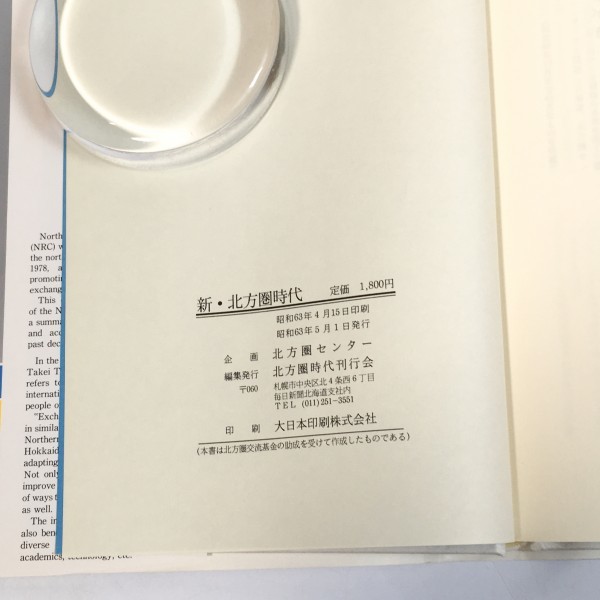 新・北方圏時代 定価 1,800円
昭和63年4月15日印刷
昭和63年5月1日発行
企画 北方圏センター
編集発行 北方圏時代刊行会
〒060 札幌市中央区北4条西6丁目
毎日新聞北海道支社内
TEL (011)251-3551
印刷 大日本印刷株式会社
(本書は北方圏交流基金の助成を受けて作成したものである)
North
(NRC) w
the nort
1978, a
promoti
exchang
This
of the N
a summa
and acc
past dec
In the
Takei T
refers to
internati
people o
"Exch
in simila
Northern
Hokkaid
adapting
Not only
improve
of ways t
as well.
The in
also ben
diverse
academics, technology, etc.